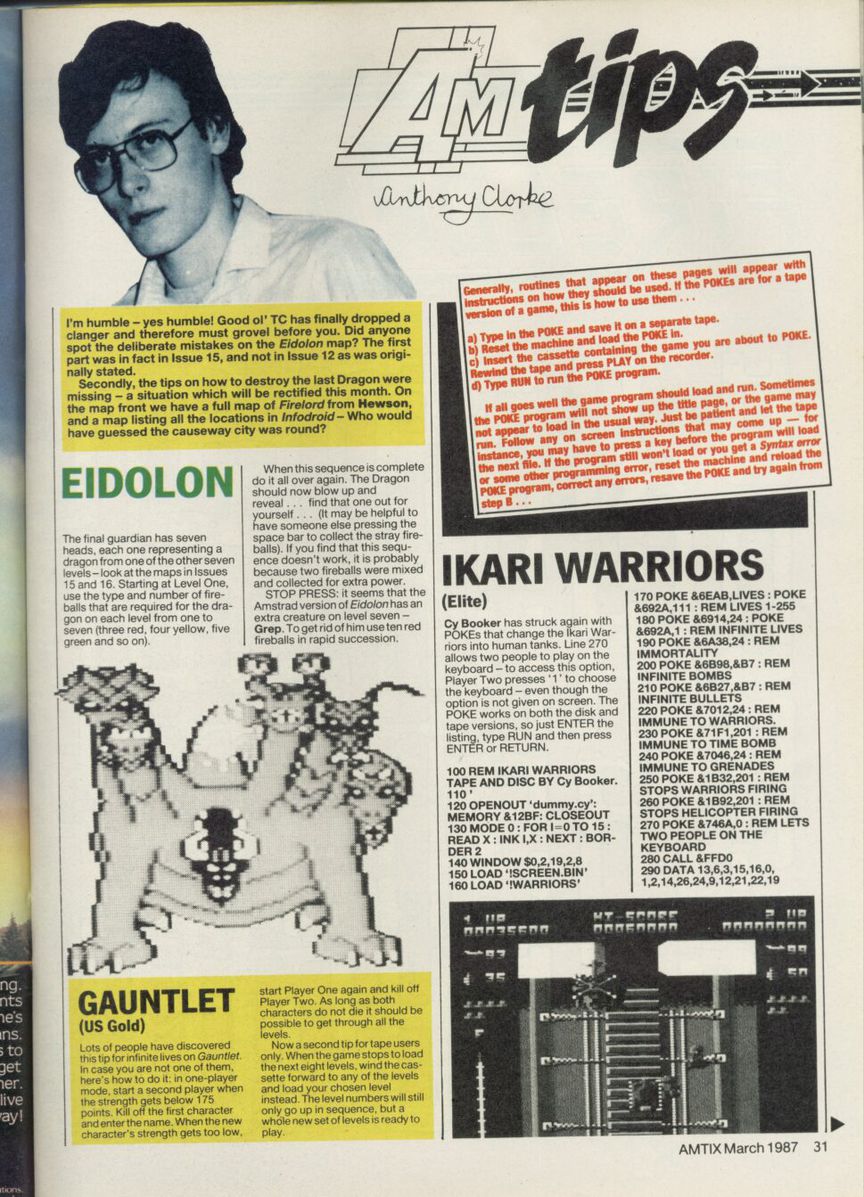 AM tips
Anthony Clarke
I'm humble – yes humble! Good ol' TC has finally dropped a
clanger and therefore must grovel before you. Did anyone
spot the deliberate mistakes on the Eidolon map? The first
part was in fact in Issue 15, and not in Issue 12 as was origi-
nally stated.
Secondly, the tips on how to destroy the last Dragon were
missing – a situation which will be rectified this month. On
the map front we have a full map of Firelord from Hewson,
and a map listing all the locations in Infodroid – Who would
have guessed the causeway city was round?
Generally, routines that appear on these pages will appear with
instructions on how they should be used. If the POKEs are for a tape
version of a game, this is how to use them . . .
a) Type in the POKE and save it on a separate tape.
b) Reset the machine and load the POKE in.
c) Insert the cassette containing the game you are about to POKE.
Rewind the tape and press PLAY on the recorder.
d) Type RUN to run the POKE program.
If all goes well the game program should load and run. Sometimes
the POKE program will not show up the title page, or the game may
not appear to load in the usual way. Just be patient and let the tape
run. Follow any on screen instructions that may come up — for
instance, you may have to press a key before the program will load
the next file. If the program still won't load or you get a Syntax error
or some other programming error, reset the machine and reload the
POKE program, correct any errors, resave the POKE and try again from
step B . . .
EIDOLON
The final guardian has seven
heads, each one representing a
dragon from one of the other seven
levels – look at the maps in Issues
15 and 16. Starting at Level One,
use the type and number of fire-
balls that are required for the dra-
gon on each level from one to
seven (three red, four yellow, five
green and so on).
When this sequence is complete
do it all over again. The Dragon
should now blow up and
reveal . . . find that one out for
yourself . . . (It may be helpful to
have someone else pressing the
space bar to collect the stray fire-
balls). If you find that this sequ-
ence doesn't work, it is probably
because two fireballs were mixed
and collected for extra power.
STOP PRESS: it seems that the
Amstrad version of Eidolon has an
extra creature on level seven –
Grep. To get rid of him use ten red
fireballs in rapid succession.
IKARI WARRIORS
(Elite)
Cy Booker has struck again with
POKEs that change the Ikari War-
riors into human tanks. Line 270
allows two people to play on the
keyboard – to access this option,
Player Two presses '1' to choose
the keyboard – even though the
option is not given on screen. The
POKE works on both the disk and
tape versions, so just ENTER the
listing, type RUN and then press
ENTER or RETURN.
100 REM IKARI WARRIORS
TAPE AND DISC BY Cy Booker.
110 '
120 OPENOUT 'dummy.cy':
MEMORY &12BF: CLOSEOUT
130 MODE 0 : FOR I=0 TO 15 :
READ X : INK I,X : NEXT : BOR-
DER 2
140 WINDOW $0,2,19,2,8
150 LOAD '!SCREEN.BIN'
160 LOAD '!WARRIORS'
170 POKE &6EAB,LIVES : POKE
&692A,111 : REM LIVES 1-255
180 POKE &6914,24 : POKE
&692A,1 : REM INFINITE LIVES
190 POKE &6A38,24 : REM
IMMORTALITY
200 POKE &6B98,&B7 : REM
INFINITE BOMBS
210 POKE &6B27,&B7 : REM
INFINITE BULLETS
220 POKE &7012,24 : REM
IMMUNE TO WARRIORS.
230 POKE &71F1,201 : REM
IMMUNE TO TIME BOMB
240 POKE &7046,24 : REM
IMMUNE TO GRENADES
250 POKE &1B32,201 : REM
STOPS WARRIORS FIRING
260 POKE &1B92,201 : REM
STOPS HELICOPTER FIRING
270 POKE &746A,0 : REM LETS
TWO PEOPLE ON THE
KEYBOARD
280 CALL &FFD0
290 DATA 13,6,3,15,16,0,
1,2,14,26,24,9,12,21,22,19
GAUNTLET
(US Gold)
Lots of people have discovered
this tip for infinite lives on Gauntlet.
In case you are not one of them,
here's how to do it: in one-player
mode, start a second player when
the strength gets below 175
points. Kill off the first character
and enter the name. When the new
character's strength gets too low,
start Player One again and kill off
Player Two. As long as both
characters do not die it should be
possible to get through all the
levels.
Now a second tip for tape users
only. When the game stops to load
the next eight levels, wind the cas-
sette forward to any of the levels
and load your chosen level
instead. The level numbers will still
only go up in sequence, but a
whole new set of levels is ready to
play.
1 UP HI-SCORE 2 UP
AMTIX March 1987 31